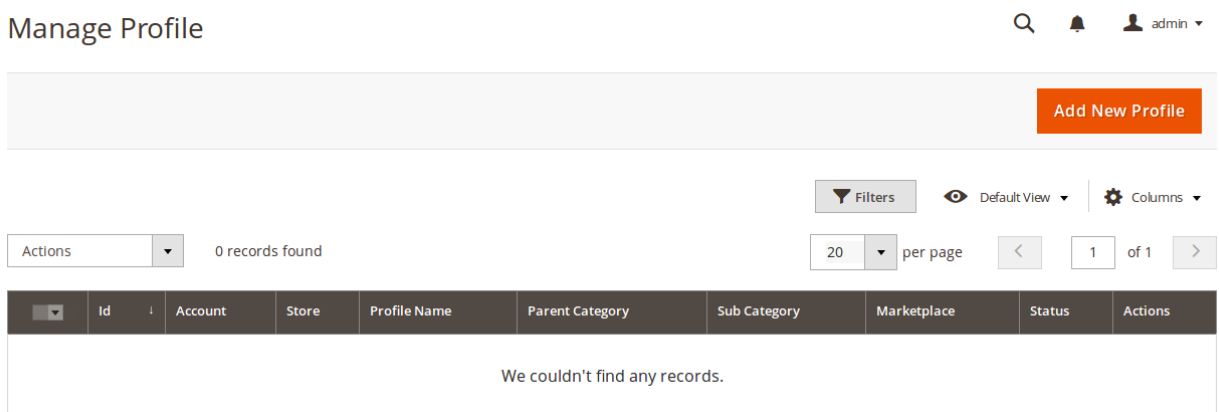 Manage Profile
admin
Add New Profile
Filters
Default View
Columns
Actions
0 records found
20
per page
1
of 1
Id ↓ Account Store Profile Name Parent Category Sub Category Marketplace Status Actions
We couldn't find any records.